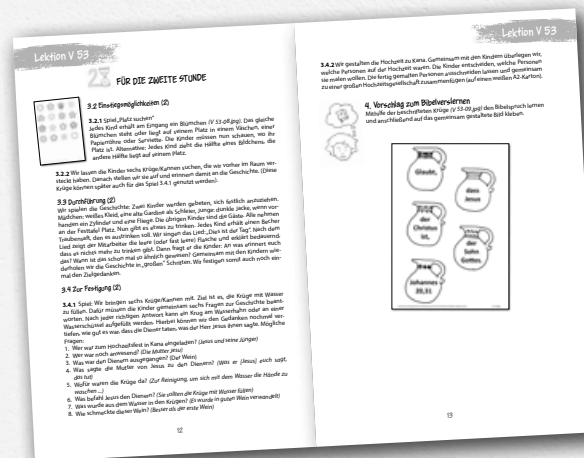 Lektion V 53
FÜR DIE ZWEITE STUNDE
3.2 Einstiegsmöglichkeiten (2)
3.2.1 Spiel „Platz suchen“
Jedes Kind erhält am Eingang ein Blümchen (V 53-08.jpg). Das gleiche
Blümchen steht oder liegt auf seinem Platz in einem Väschen, einer
Papierröhre oder Serviette. Die Kinder müssen nun schauen, wo ihr
Platz ist. Alternative: Jedes Kind zieht die Hälfte eines Bildchens, die
andere Hälfte liegt auf seinem Platz.
3.2.2 Wir lassen die Kinder sechs Krüge/Kannen suchen, die wir vorher im Raum ver-
steckt haben. Danach stellen wir sie auf und erinnern damit an die Geschichte. (Diese
Krüge können später auch für das Spiel 3.4.1 genutzt werden).
3.3 Durchführung (2)
Wir spielen die Geschichte: Zwei Kinder werden gebeten, sich festlich anzuziehen.
Mädchen: weißes Kleid, eine alte Gardine als Schleier, Junge: dunkle Jacke, wenn vor-
handen ein Zylinder und eine Fliege. Die übrigen Kinder sind die Gäste. Alle nehmen
an der Festtafel Platz. Nun gibt es etwas zu trinken. Jedes Kind erhält einen Becher
Traubensaft, den es austrinken soll. Wir singen das Lied: „Dies ist der Tag“. Nach dem
Lied zeigt der Mitarbeiter die leere (oder fast leere) Flasche und erklärt bedauernd,
dass es nichts mehr zu trinken gibt. Dann fragt er die Kinder: An was erinnert euch
das? Wann ist das schon mal so ähnlich gewesen? Gemeinsam mit den Kindern wie-
derholen wir die Geschichte in „großen“ Schritten. Wir festigen somit auch noch ein-
mal den Zielgedanken.
3.4 Zur Festigung (2)
3.4.1 Spiel: Wir bringen sechs Krüge/Kannen mit. Ziel ist es, die Krüge mit Wasser
zu füllen. Dafür müssen die Kinder gemeinsam sechs Fragen zur Geschichte beant-
worten. Nach jeder richtigen Antwort kann ein Krug am Wasserhahn oder an einer
Wasserschüssel aufgefüllt werden. Hierbei können wir den Gedanken nochmal ver-
tiefen, wie gut es war, dass die Diener taten, was der Herr Jesus ihnen sagte. Mögliche
Fragen:
1. Wer war zum Hochzeitsfest in Kana eingeladen? (Jesus und seine Jünger)
2. Wer war noch anwesend? (Die Mutter Jesu)
3. Was war den Dienern ausgegangen? (Der Wein)
4. Was sagte die Mutter von Jesus zu den Dienern? (Was er [Jesus] euch sagt,
das tut)
5. Wofür waren die Krüge da? (Zur Reinigung, um sich mit dem Wasser die Hände zu
waschen ...)
6. Was befahl Jesus den Dienern? (Sie sollten die Krüge mit Wasser füllen)
7. Was wurde aus dem Wasser in den Krügen? (Es wurde in guten Wein verwandelt)
8. Wie schmeckte dieser Wein? (Besser als der erste Wein)
12
Lektion V 53
3.4.2 Wir gestalten die Hochzeit zu Kana. Gemeinsam mit den Kindern überlegen wir,
welche Personen auf der Hochzeit waren. Die Kinder entscheiden, welche Personen
sie malen wollen. Die fertig gemalten Personen ausschneiden lassen und gemeinsam
zu einer großen Hochzeitsgesellschaft zusammenfügen (auf einem weißen A2-Karton).
4. Vorschlag zum Bibelverslernen
Mithilfe der beschrifteten Krüge (V 53-09.jpg) den Bibelspruch lernen
und anschließend auf das gemeinsam gestaltete Bild kleben.
Glaubt,
dass
Jesus
der
Christus
ist,
der
Sohn
Gottes.
Johannes
20,31
13